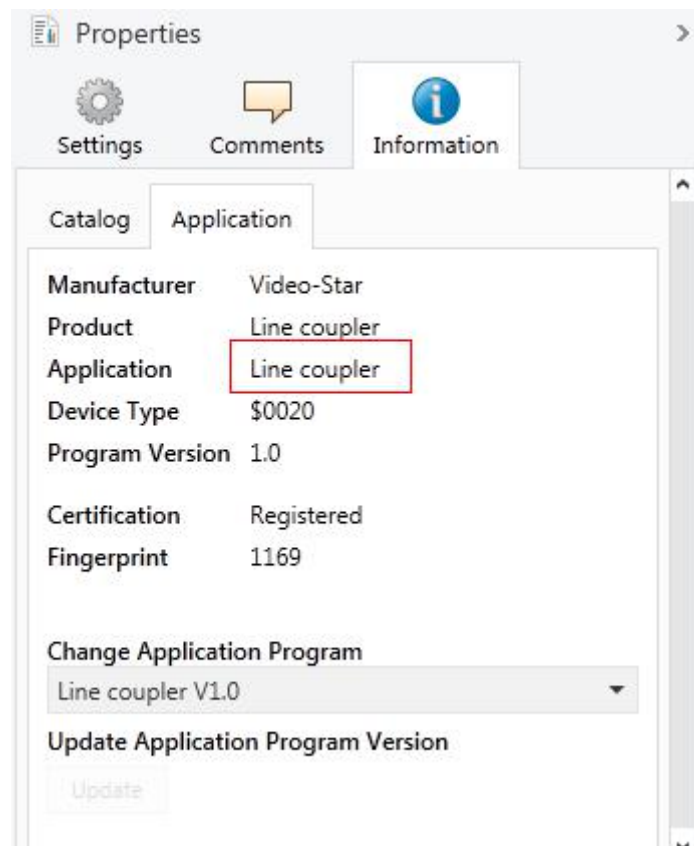 Properties
Settings Comments Information
Catalog Application
Manufacturer Video-Star
Product Line coupler
Application Line coupler
Device Type $0020
Program Version 1.0
Certification Registered
Fingerprint 1169
Change Application Program
Line coupler V1.0
Update Application Program Version
Update